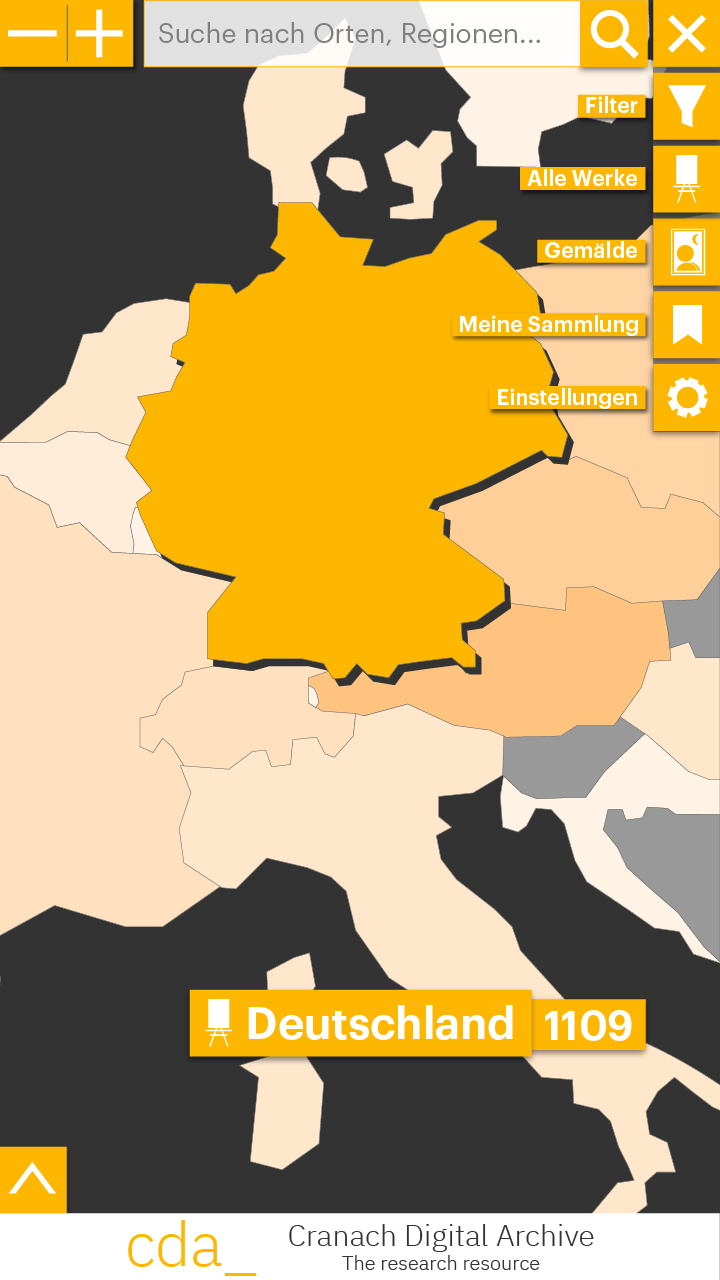 Suche nach Orten, Regionen...
Filter
Alle Werke
Gemälde
Meine Sammlung
Einstellungen
Deutschland 1109
cda_
Cranach Digital Archive
The research resource